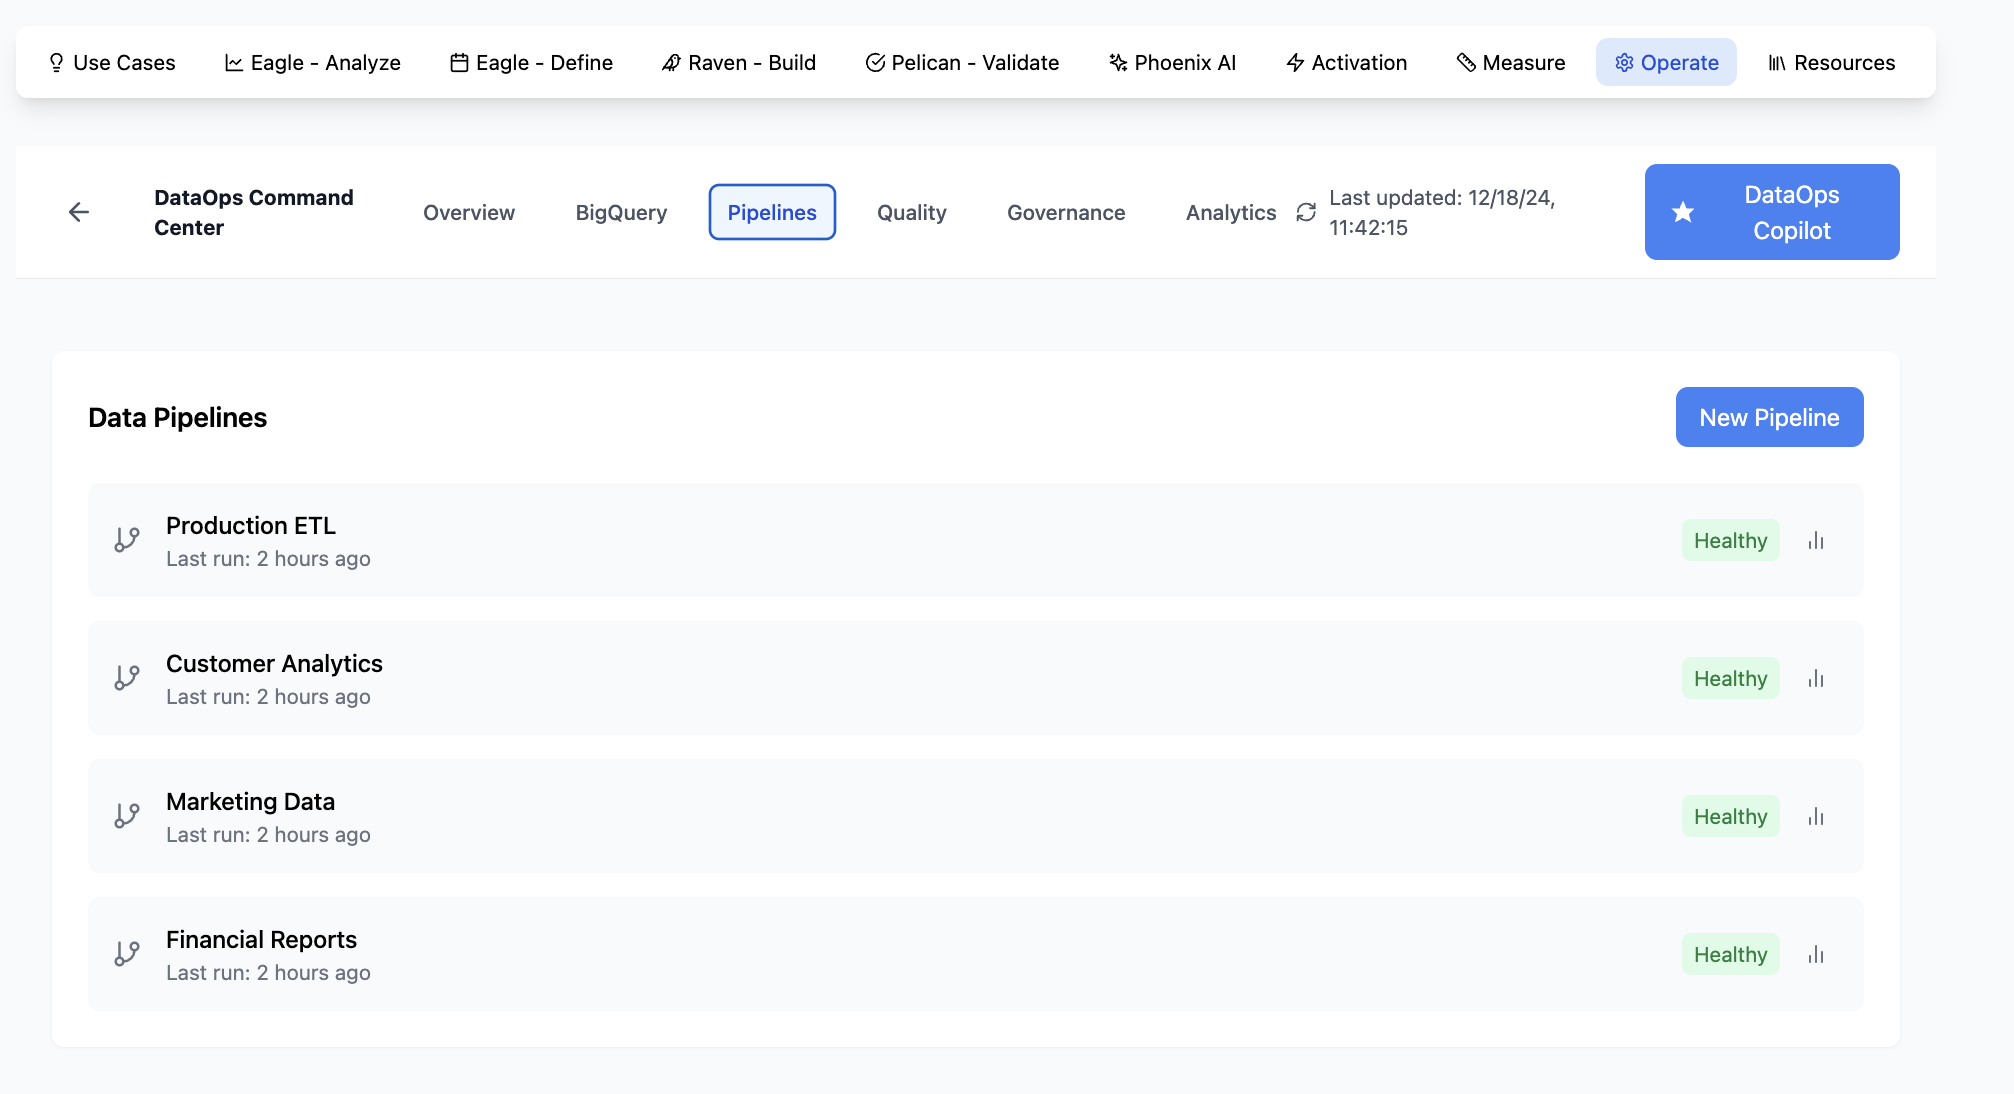 Use Cases Eagle - Analyze Eagle - Define Raven - Build Pelican - Validate Phoenix AI Activation Measure Operate Resources
DataOps Command
Center
Overview BigQuery Pipelines Quality Governance Analytics
Last updated: 12/18/24,
11:42:15
DataOps
Copilot
Data Pipelines
New Pipeline
Production ETL
Last run: 2 hours ago
Healthy
Customer Analytics
Last run: 2 hours ago
Healthy
Marketing Data
Last run: 2 hours ago
Healthy
Financial Reports
Last run: 2 hours ago
Healthy